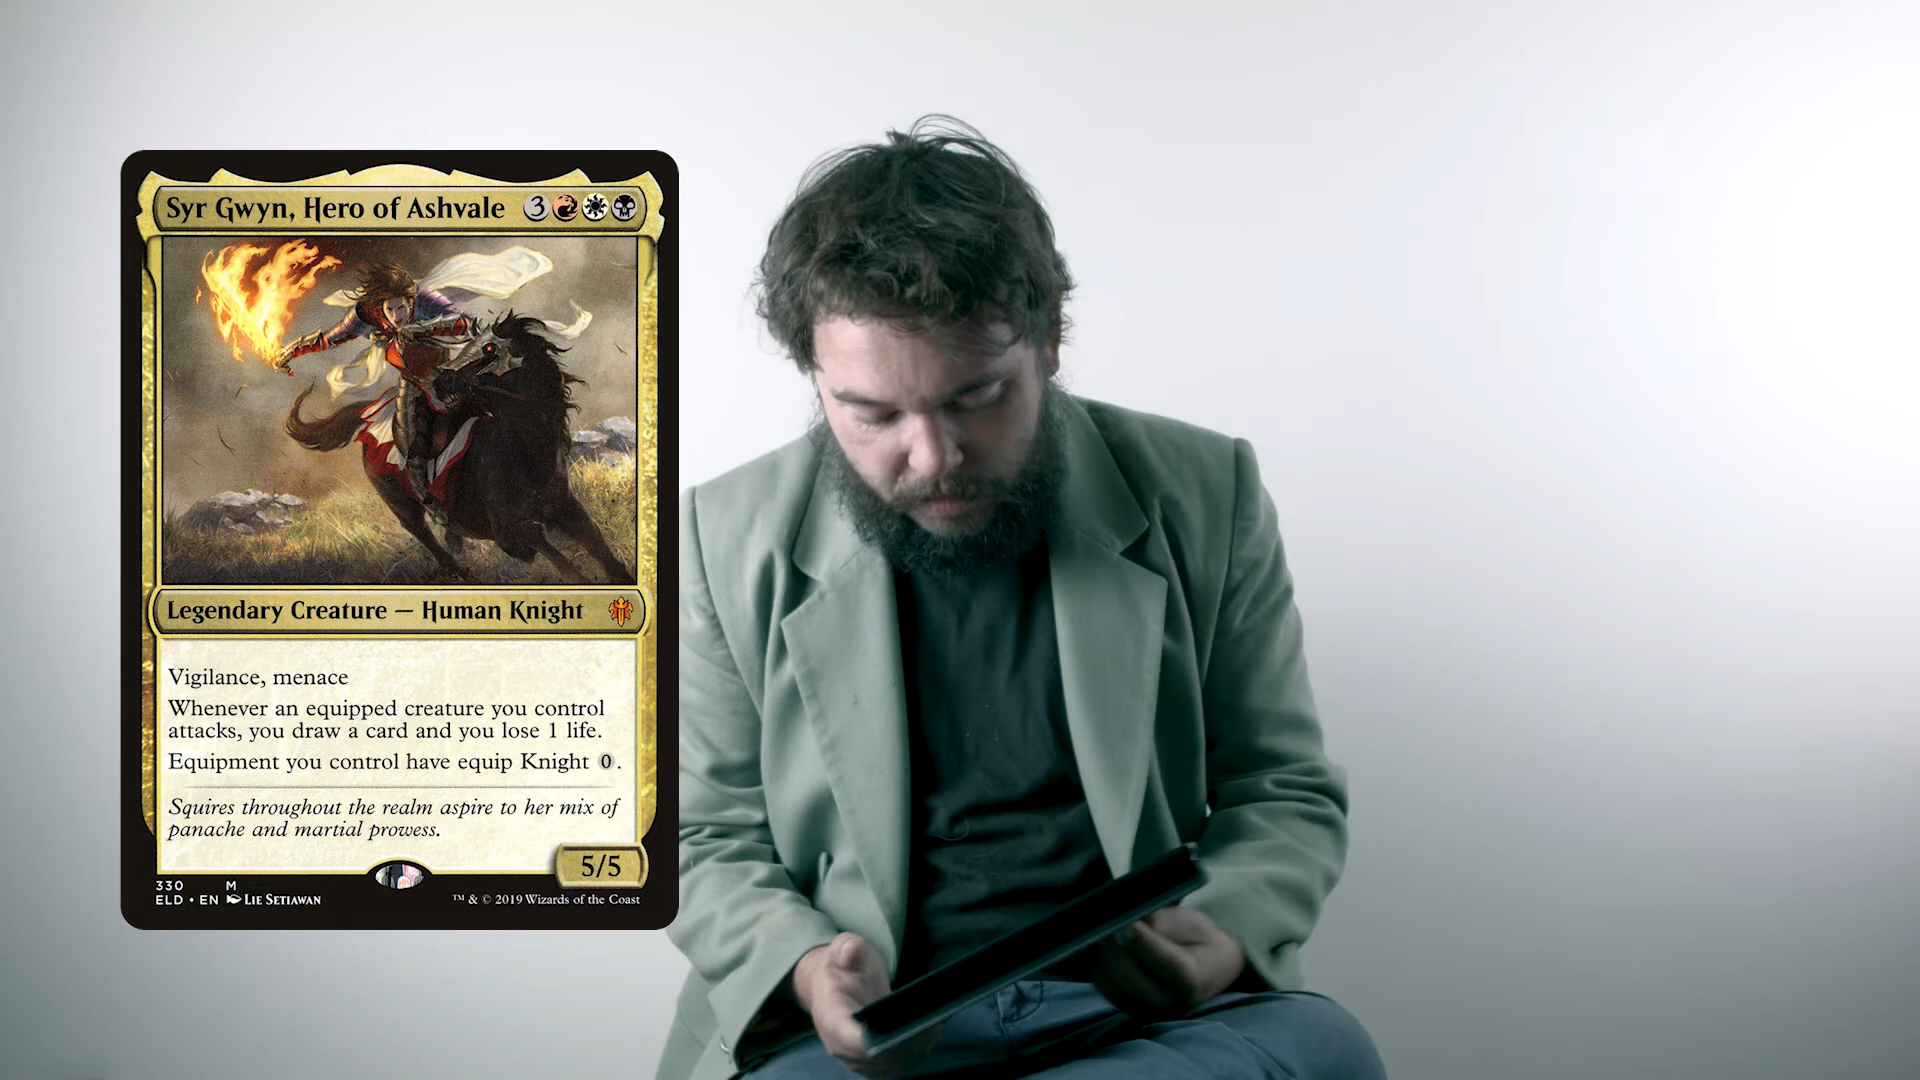 Syr Gwyn, Hero of Ashvale 3
Legendary Creature — Human Knight
Vigilance, menace
Whenever an equipped creature you control
attacks, you draw a card and you lose 1 life.
Equipment you control have equip Knight 0.
Squires throughout the realm aspire to her mix of
panache and martial prowess.
5/5
330 M
ELD • EN Lie Setiawan
™ & © 2019 Wizards of the Coast